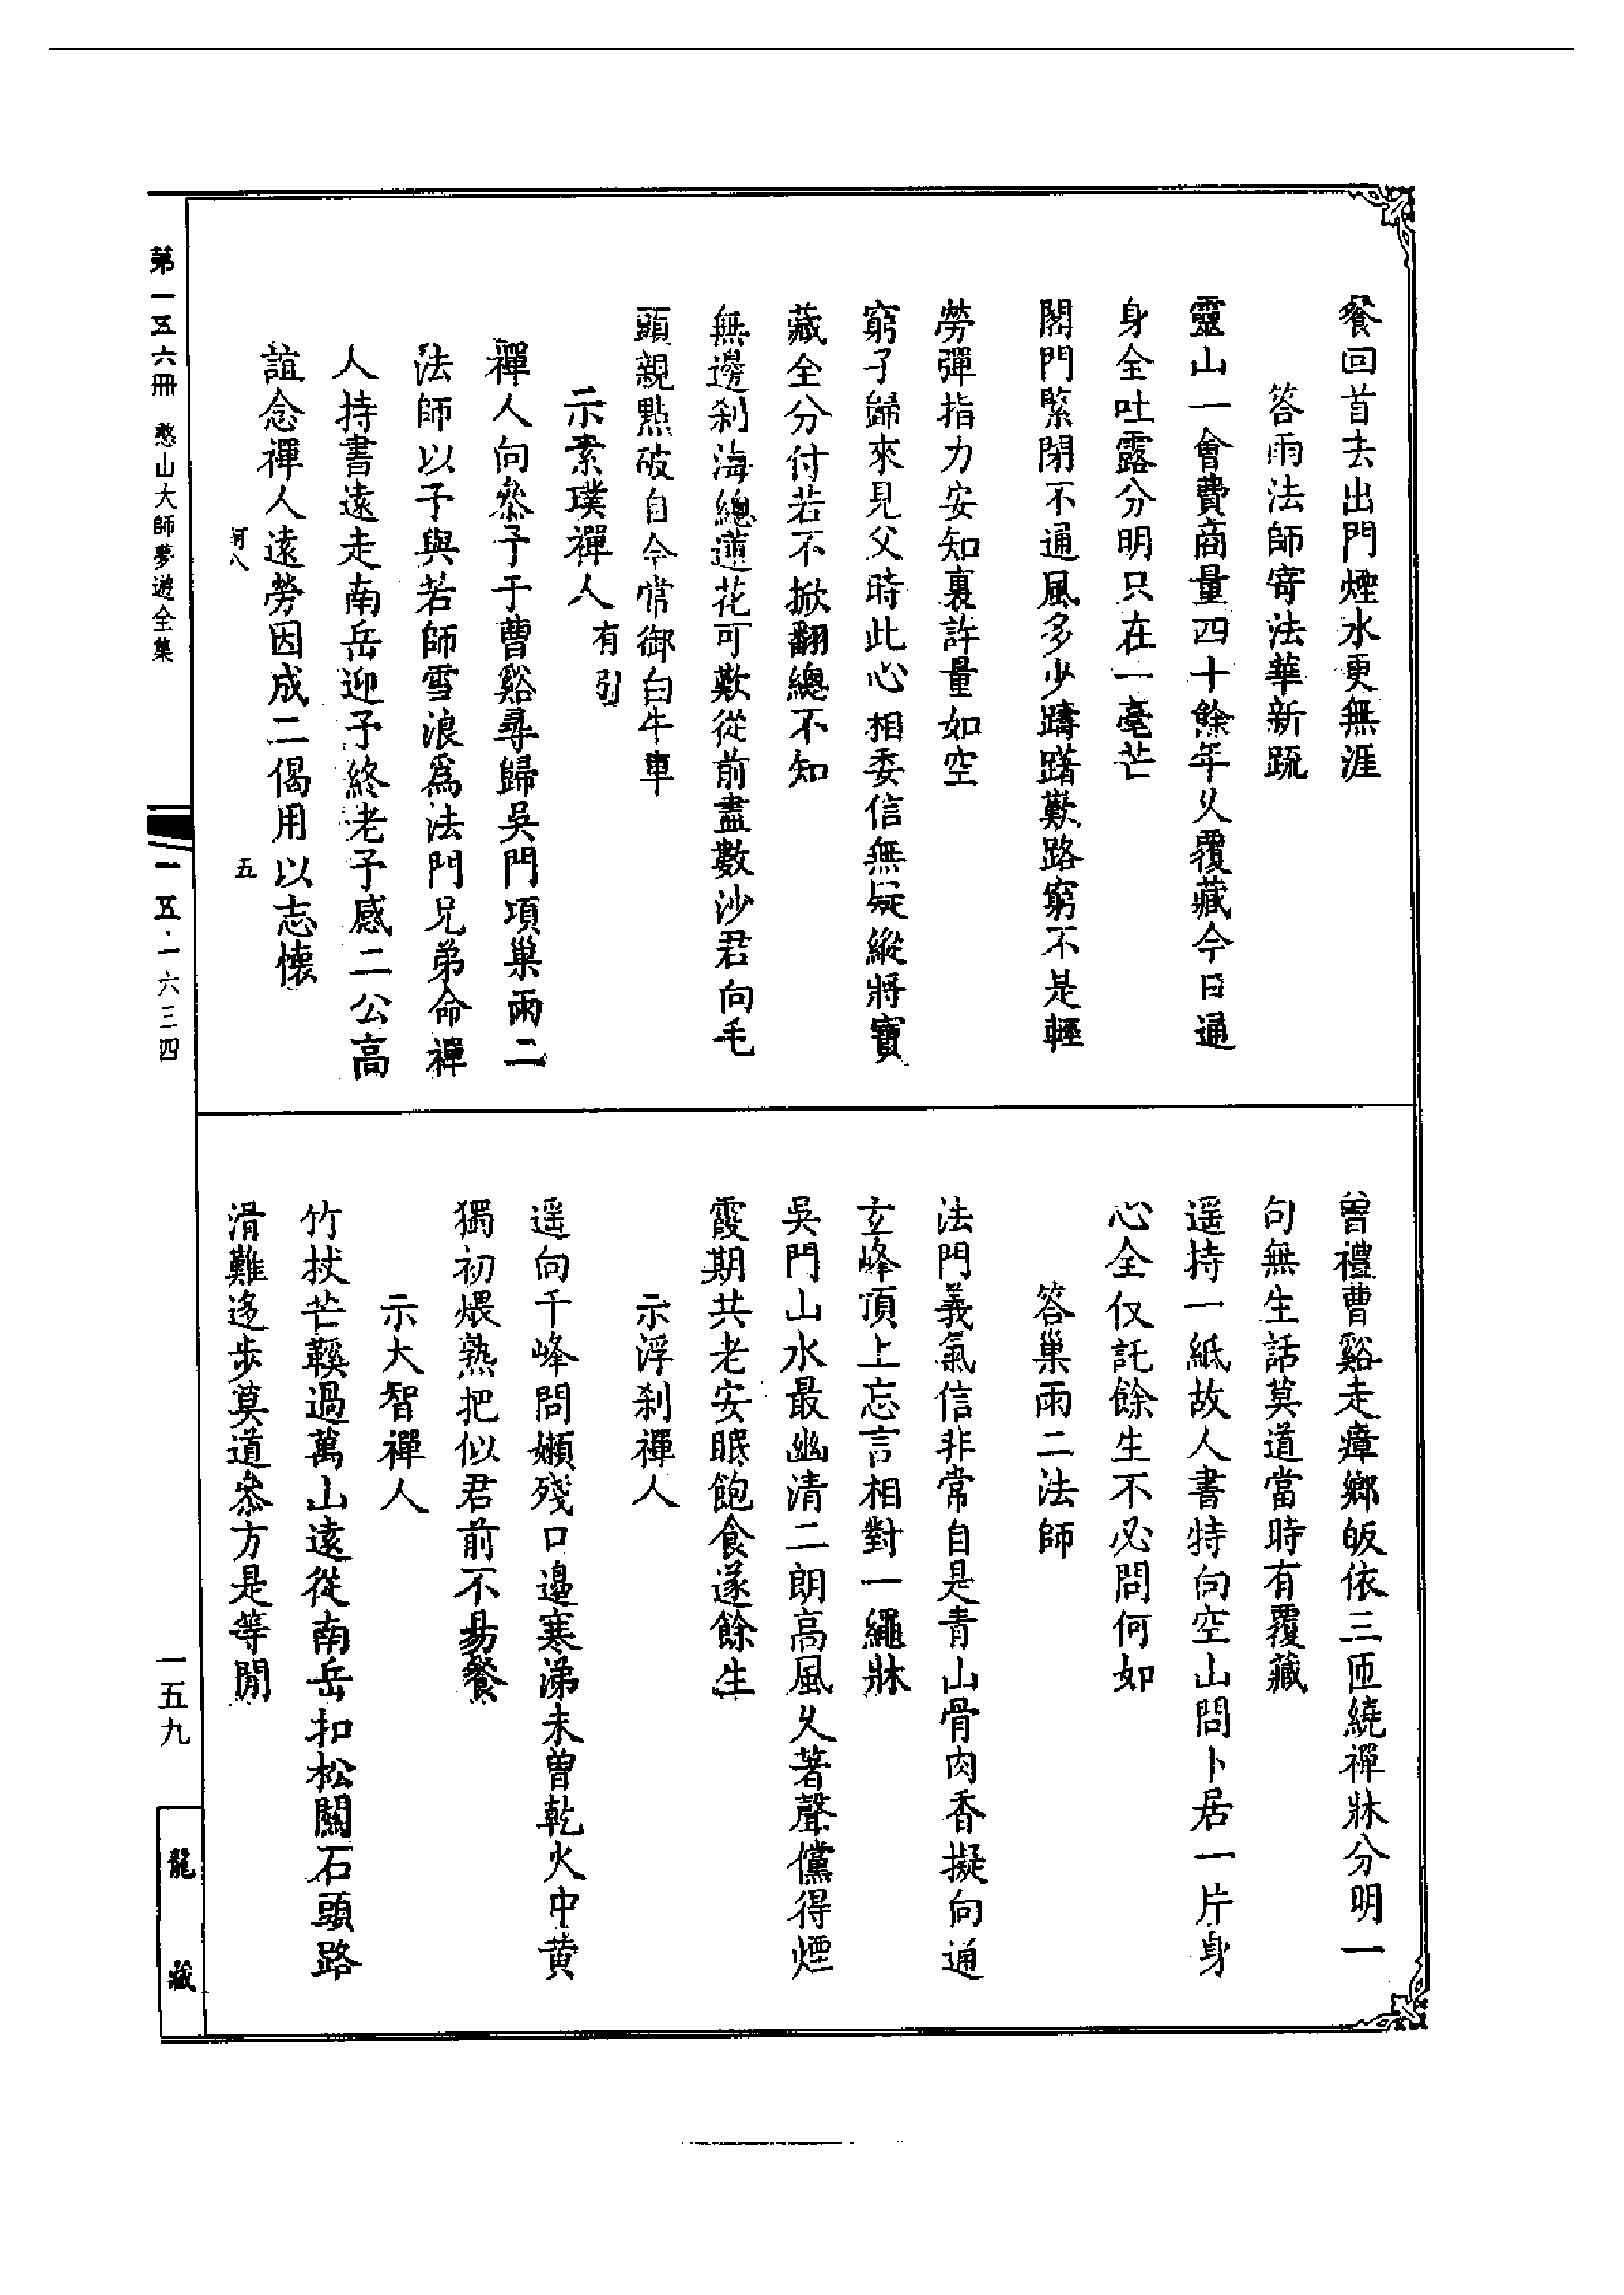 餐回首去出門煙水更無涯
答雨法師寄法華新䟽
靈山一會費商量四十餘年乆覆藏今日通
身全吐露分明只在一毫芒
閣門緊閉不通風多少躊躇歎路窮不是輕
勞彈指力安知裏許量如空
窮子歸來見父時此心相委信無疑縱將寶
藏全分付若不掀翻總不知
無邊刹海總蓮花可歎從前盡數沙君向毛
頭親點破自今常御白牛車
示素璞禪人有引
禪人向叅予于曹谿尋歸吳門項巢雨二
法師以予與若師雪浪爲法門兄弟命禪
人持書遠走南岳迎予終老予感二公高
誼念禪人遠勞因成二偈用以志懷
曽禮曹谿走瘴鄉皈依三匝繞禪牀分明一
句無生話莫道當時有覆藏
遥持一紙故人書特向空山問卜居一片身
心全仅託餘生不必問何如
答巢雨二法師
法門義氣信非常自是青山骨肉香擬向通
玄峰頂上忘言相對一繩牀
吳門山水最幽清二朗高風乆著聲儻得煙
霞期共老安眠飽食遂餘生
示浮刹禪人
遥向千峰問嬾殘口邉寒涕未曽乾火中黄
獨初煨熟把似君前不易餐
示大智禪人
竹杖芒鞵過萬山遠從南岳扣松關石頭路
滑難迻步莫道叅方是等閒
第一五六冊 憨山大師夢遊全集
五
一五·一六三四
一五九
龍藏